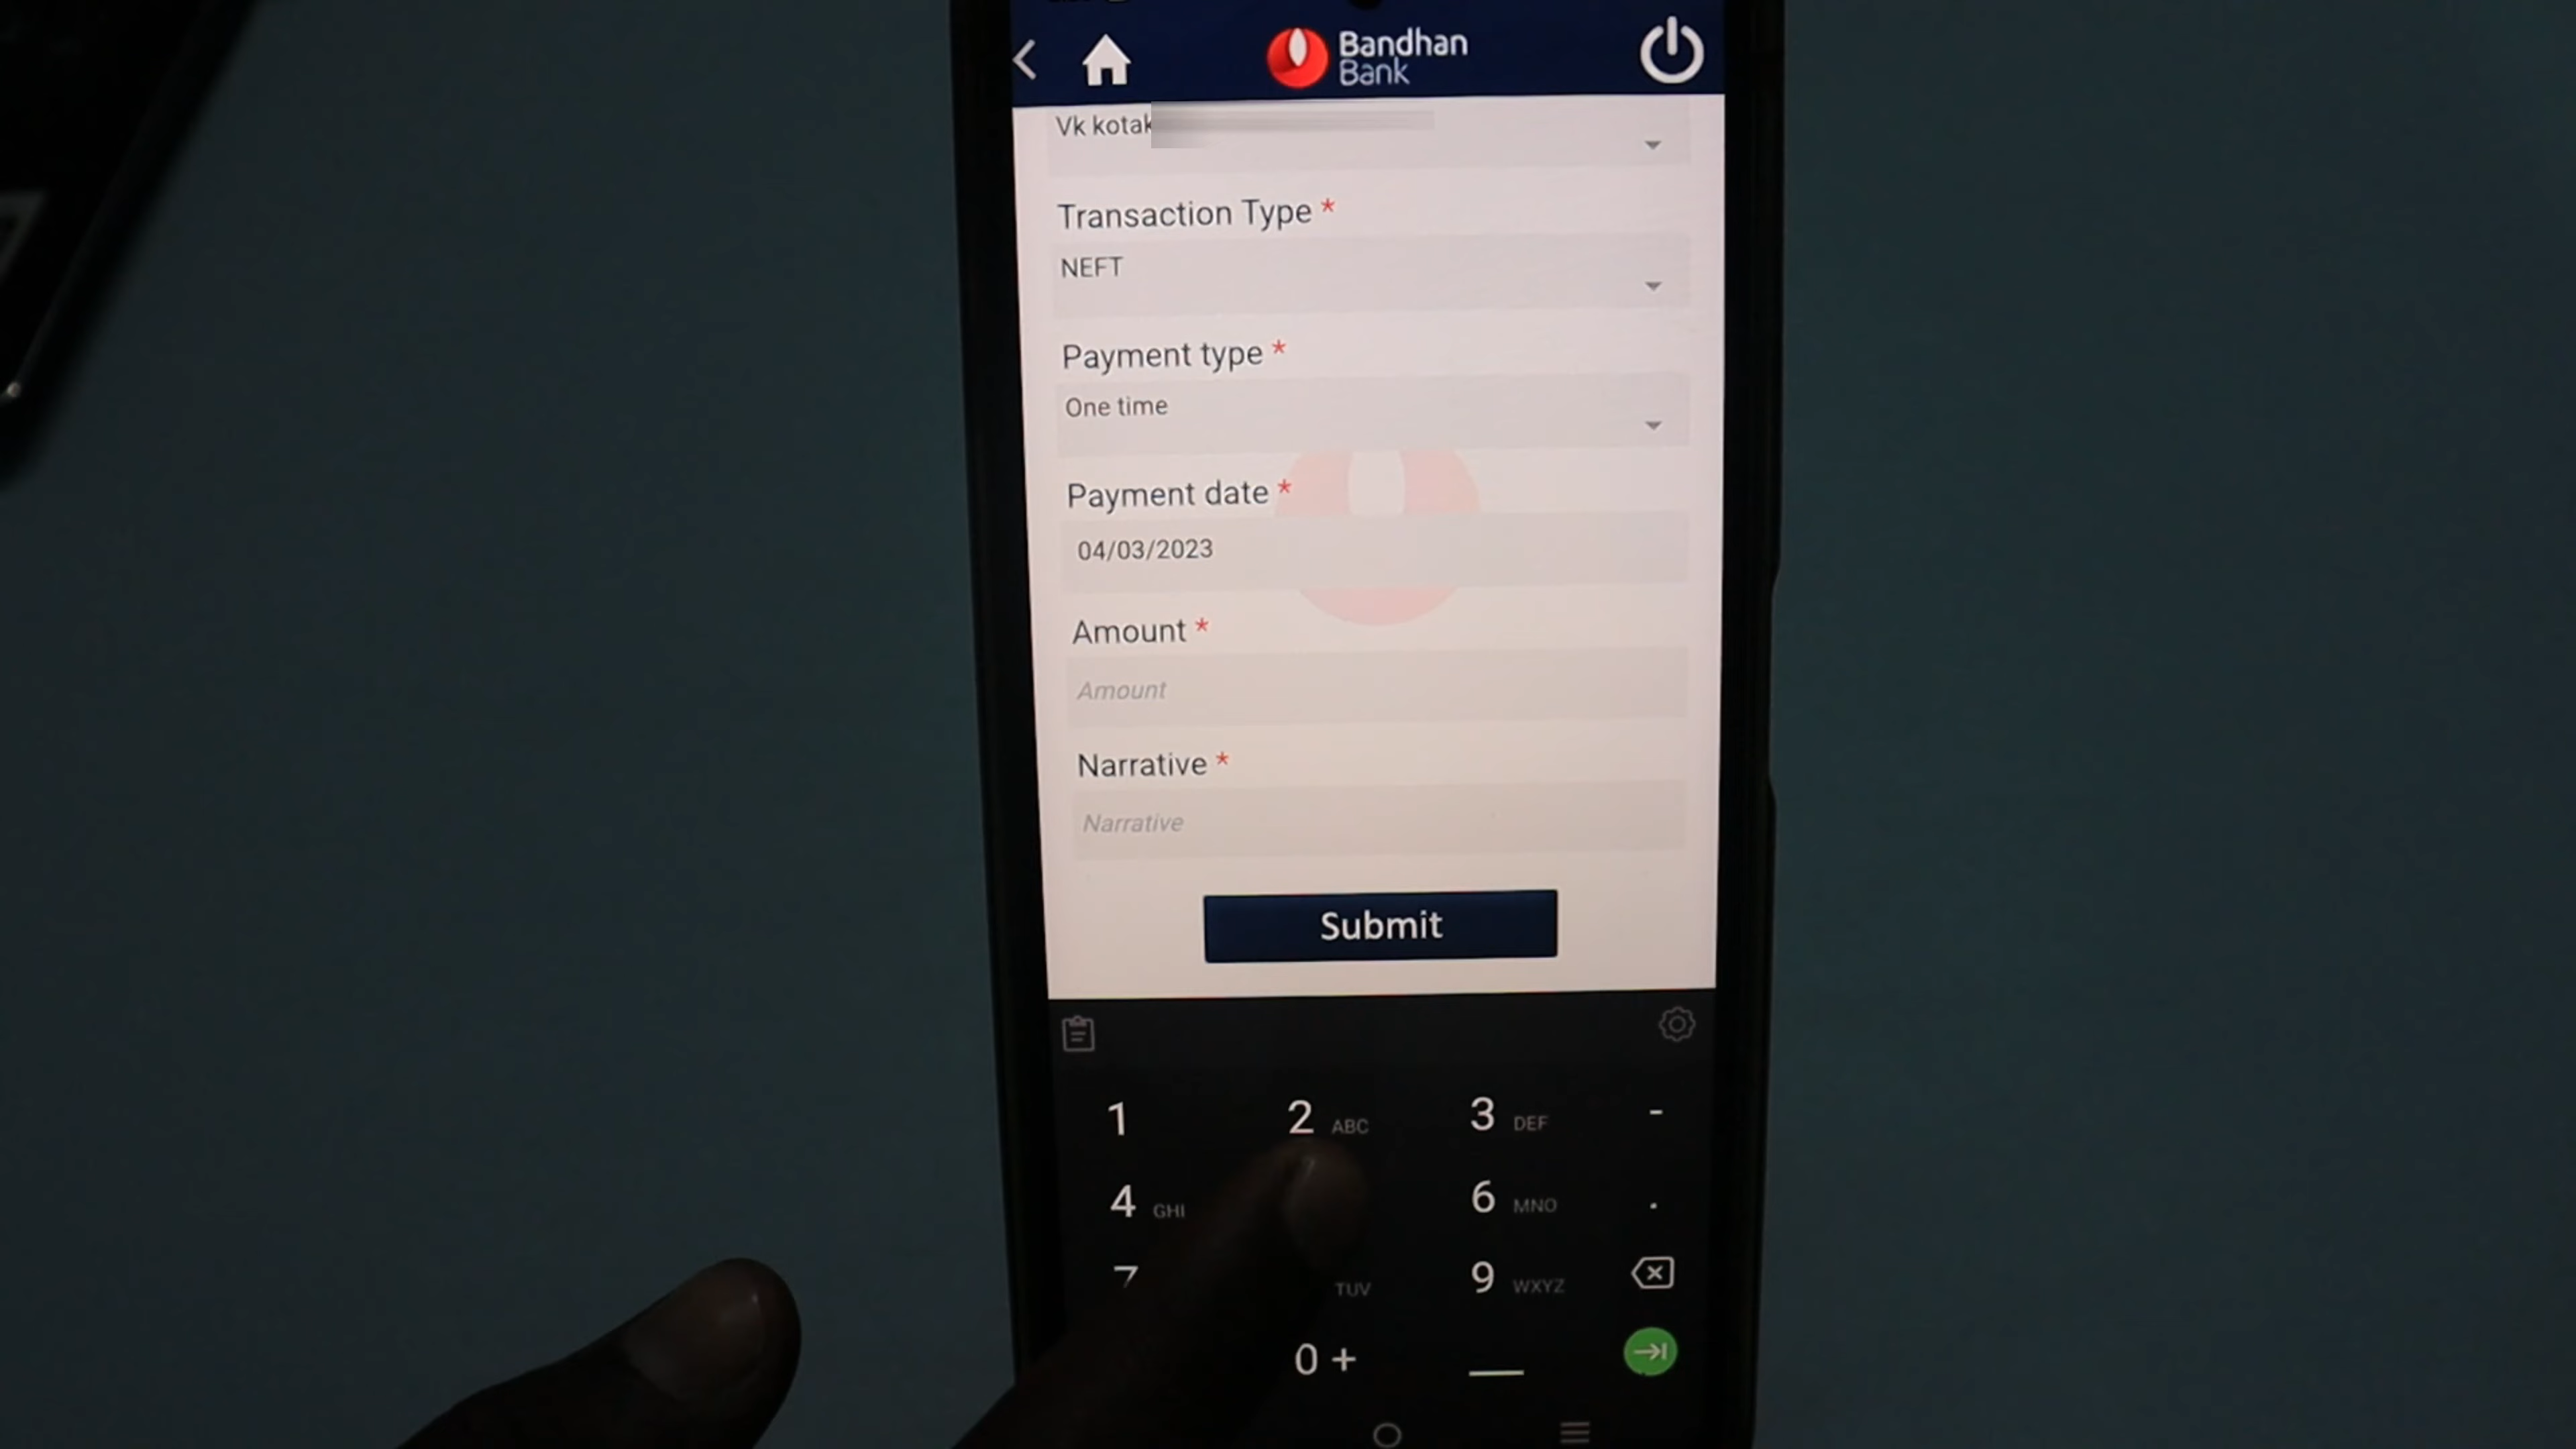 Bandhan
Bank
Vk kotak
Transaction Type *
NEFT
Payment type *
One time
Payment date *
04/03/2023
Amount *
Amount
Narrative *
Narrative
Submit
1 2 ABC 3 DEF -
4 GHI 6 MNO .
7 TUV 9 WXYZ
0 +